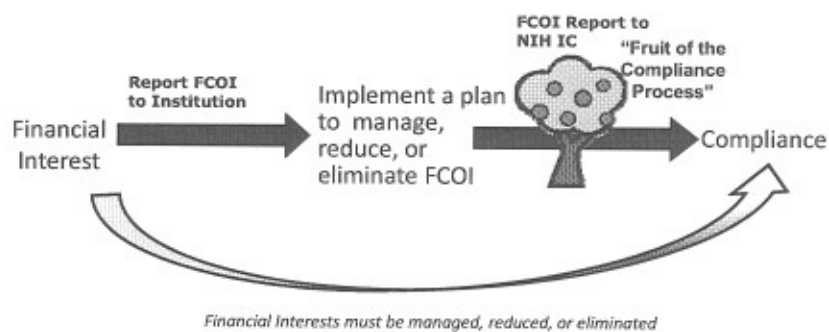 FCOI Report to
NIH IC
"Fruit of the
Compliance
Process"
Report FCOI
to Institution
Financial
Interest
Implement a plan
to manage,
reduce, or
eliminate FCOI
Compliance
Financial Interests must be managed, reduced, or eliminated